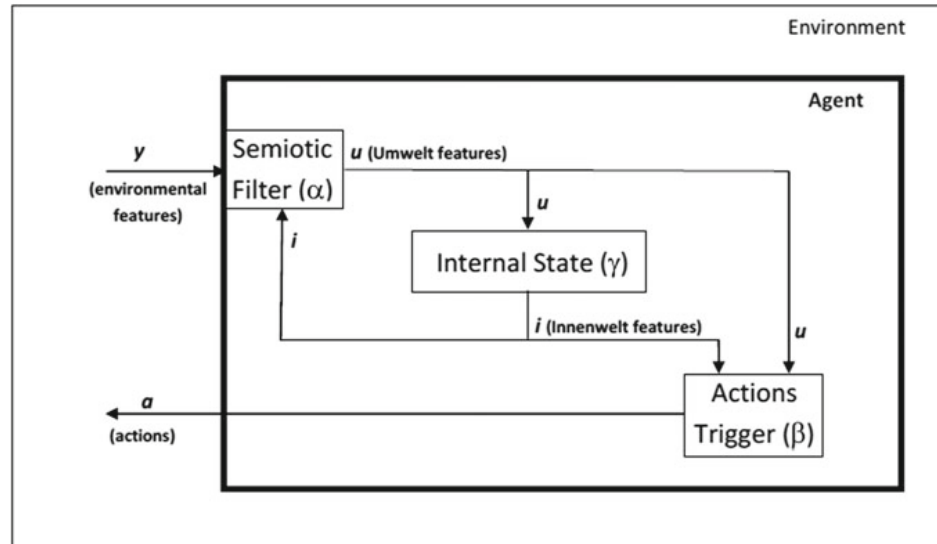 Environment
Agent
y
(environmental
features)
Semiotic
Filter (α)
u (Umwelt features)
u
i
Internal State (γ)
i (Innenwelt features)
u
a
(actions)
Actions
Trigger (β)